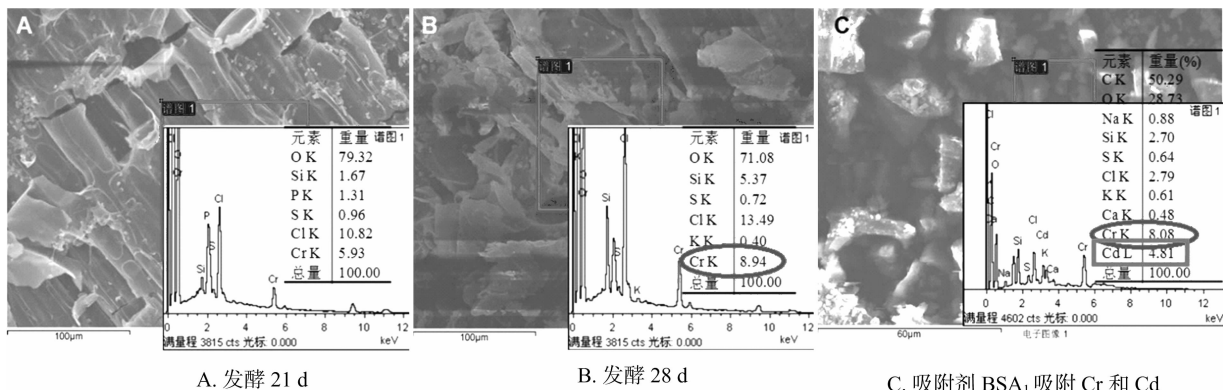 A
谱图 1
谱图 1
元素 重量
O K 79.32
Si K 1.67
P K 1.31
S K 0.96
Cl K 10.82
Cr K 5.93
总量 100.00
Si P S Cl Cr
0 2 4 6 8 10 12
满量程 3815 cts 光标: 0.000 keV
100μm
A. 发酵 21 d
B
谱图 1
谱图 1
元素 重量
O K 71.08
Si K 5.37
S K 0.72
Cl K 13.49
K K 0.40
Cr K 8.94
总量 100.00
Si S Cl K Cr
0 2 4 6 8 10 12
满量程 3815 cts 光标: 0.000 keV
100μm
B. 发酵 28 d
C
谱图 1
元素 重量(%)
C K 50.29
O K 28.73
谱图 1
Na K 0.88
Si K 2.70
S K 0.64
Cl K 2.79
K K 0.61
Ca K 0.48
Cr K 8.08
Cd L 4.81
总量 100.00
Cl Cr O Na Si S Cl Cd K Ca Cr
0 2 4 6 8 10
满量程 4602 cts 光标: 0.000 keV
60μm
电子图像 1
C. 吸附剂 BSA₁ 吸附 Cr 和 Cd